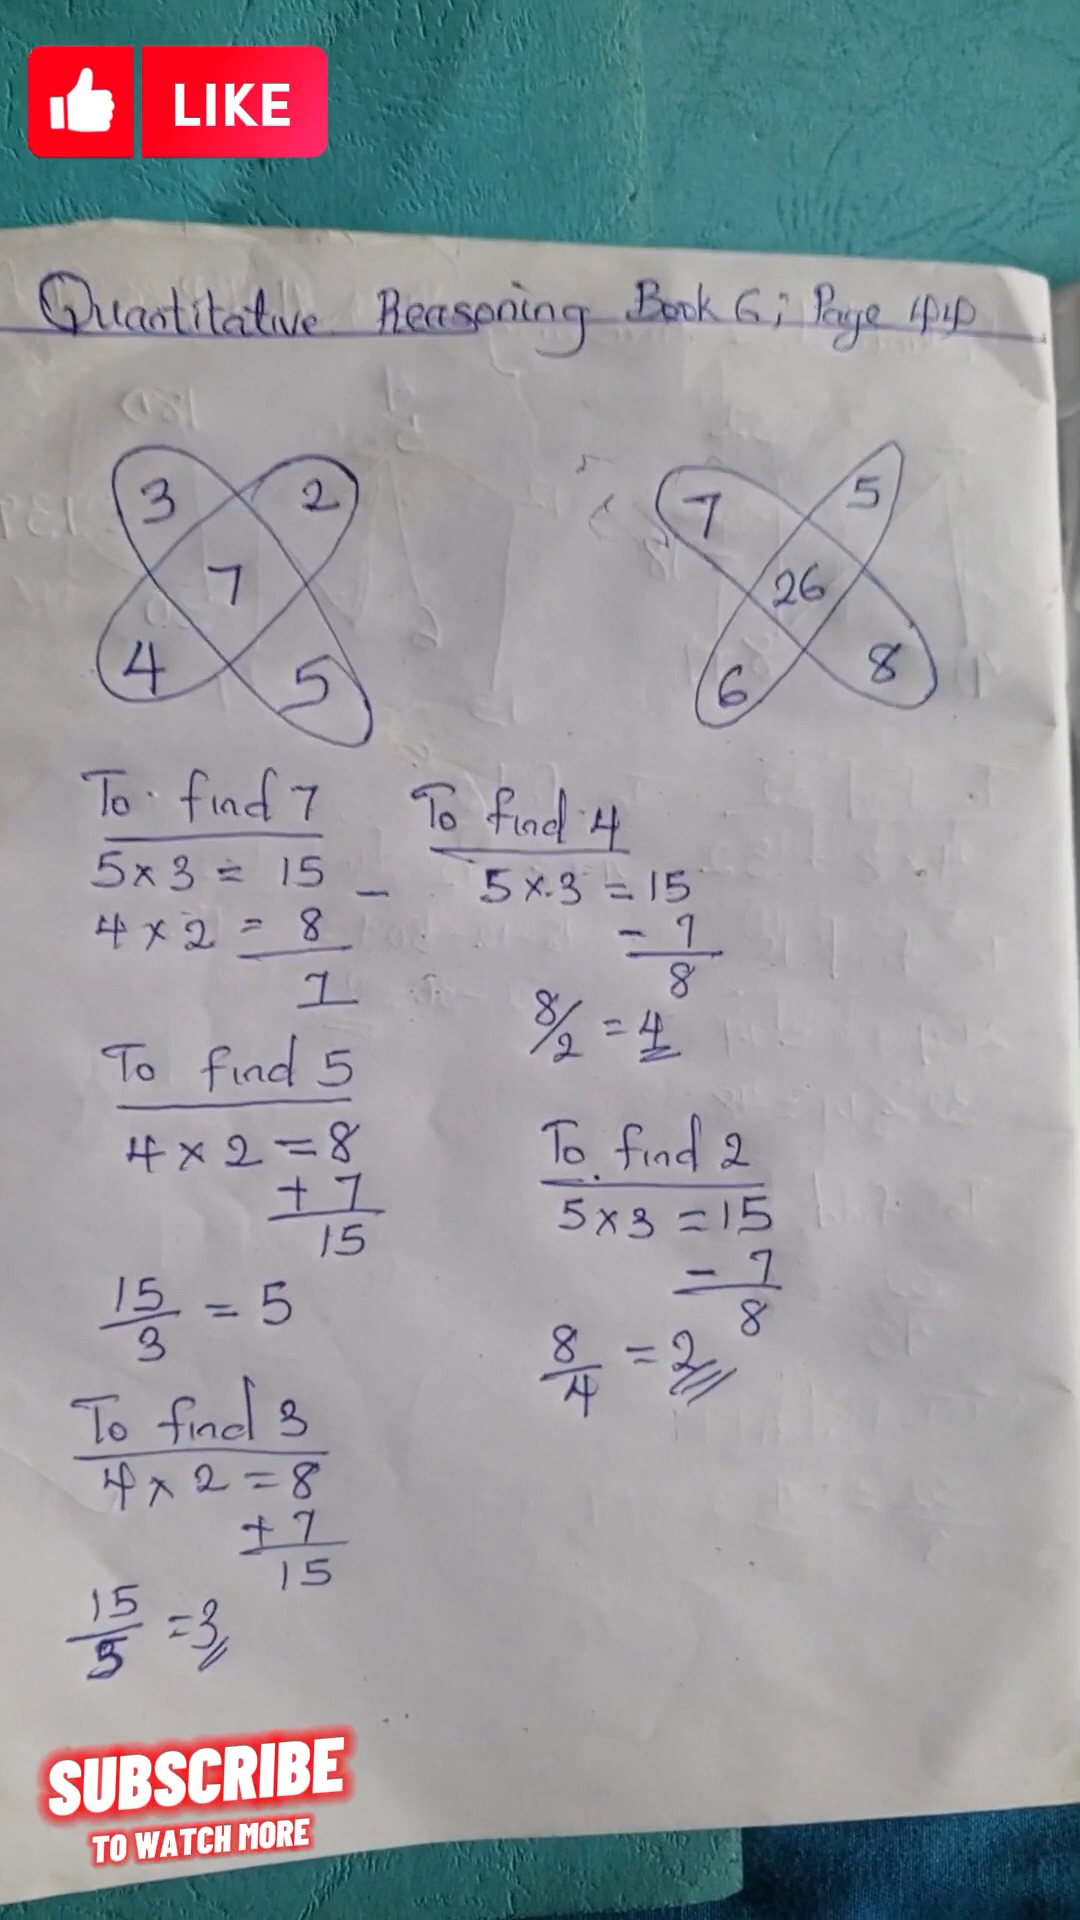 LIKE
Quantitative Reasoning Book 6; Page 44
3 2
7
4 5
7 5
26
6 8
To find 7
5 x 3 = 15 -
4 x 2 = 8
7
To find 5
4 x 2 = 8
+ 7
15
15/3 = 5
To find 3
4 x 2 = 8
+ 7
15
15/5 = 3
To find 4
5 x 3 = 15
- 7
8
8/2 = 4
To find 2
5 x 3 = 15
- 7
8
8/4 = 2
SUBSCRIBE
TO WATCH MORE